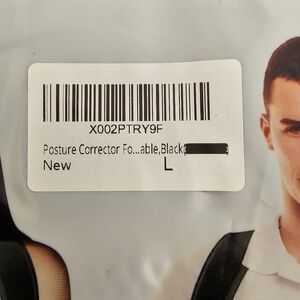 X002PTRY9F
Posture Corrector Fo...able,Black
New L